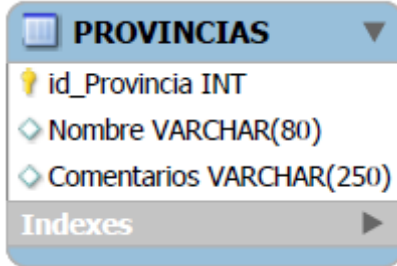 PROVINCIAS
id_Provincia INT
Nombre VARCHAR(80)
Comentarios VARCHAR(250)
Indexes